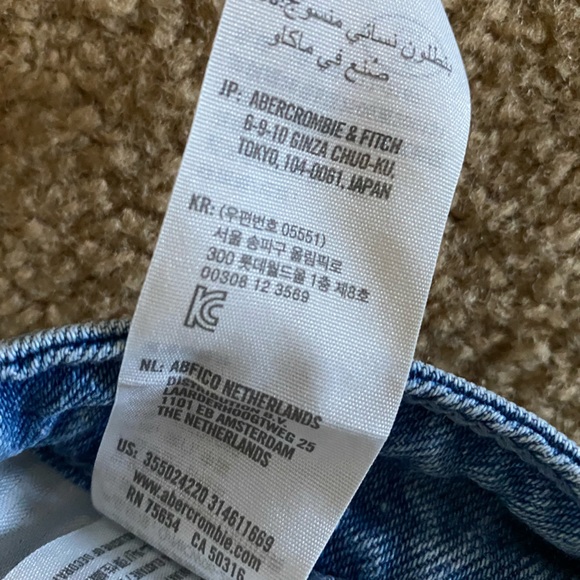 بنطلون نسائي منسوج
صُنع في ماكاو
JP: ABERCROMBIE & FITCH
6-9-10 GINZA CHUO-KU,
TOKYO, 104-0061, JAPAN
KR: (우편번호 05551)
서울 송파구 올림픽로
300 롯데월드몰 1층 제8호
00308 12 3569
KC
NL: ABFICO NETHERLANDS
DISTRIBUTION B.V.
LAARDERHOOGTWEG 25
1101 EB AMSTERDAM
THE NETHERLANDS
US: 355024220 314611669
www.abercrombie.com
RN 75654 CA 50316